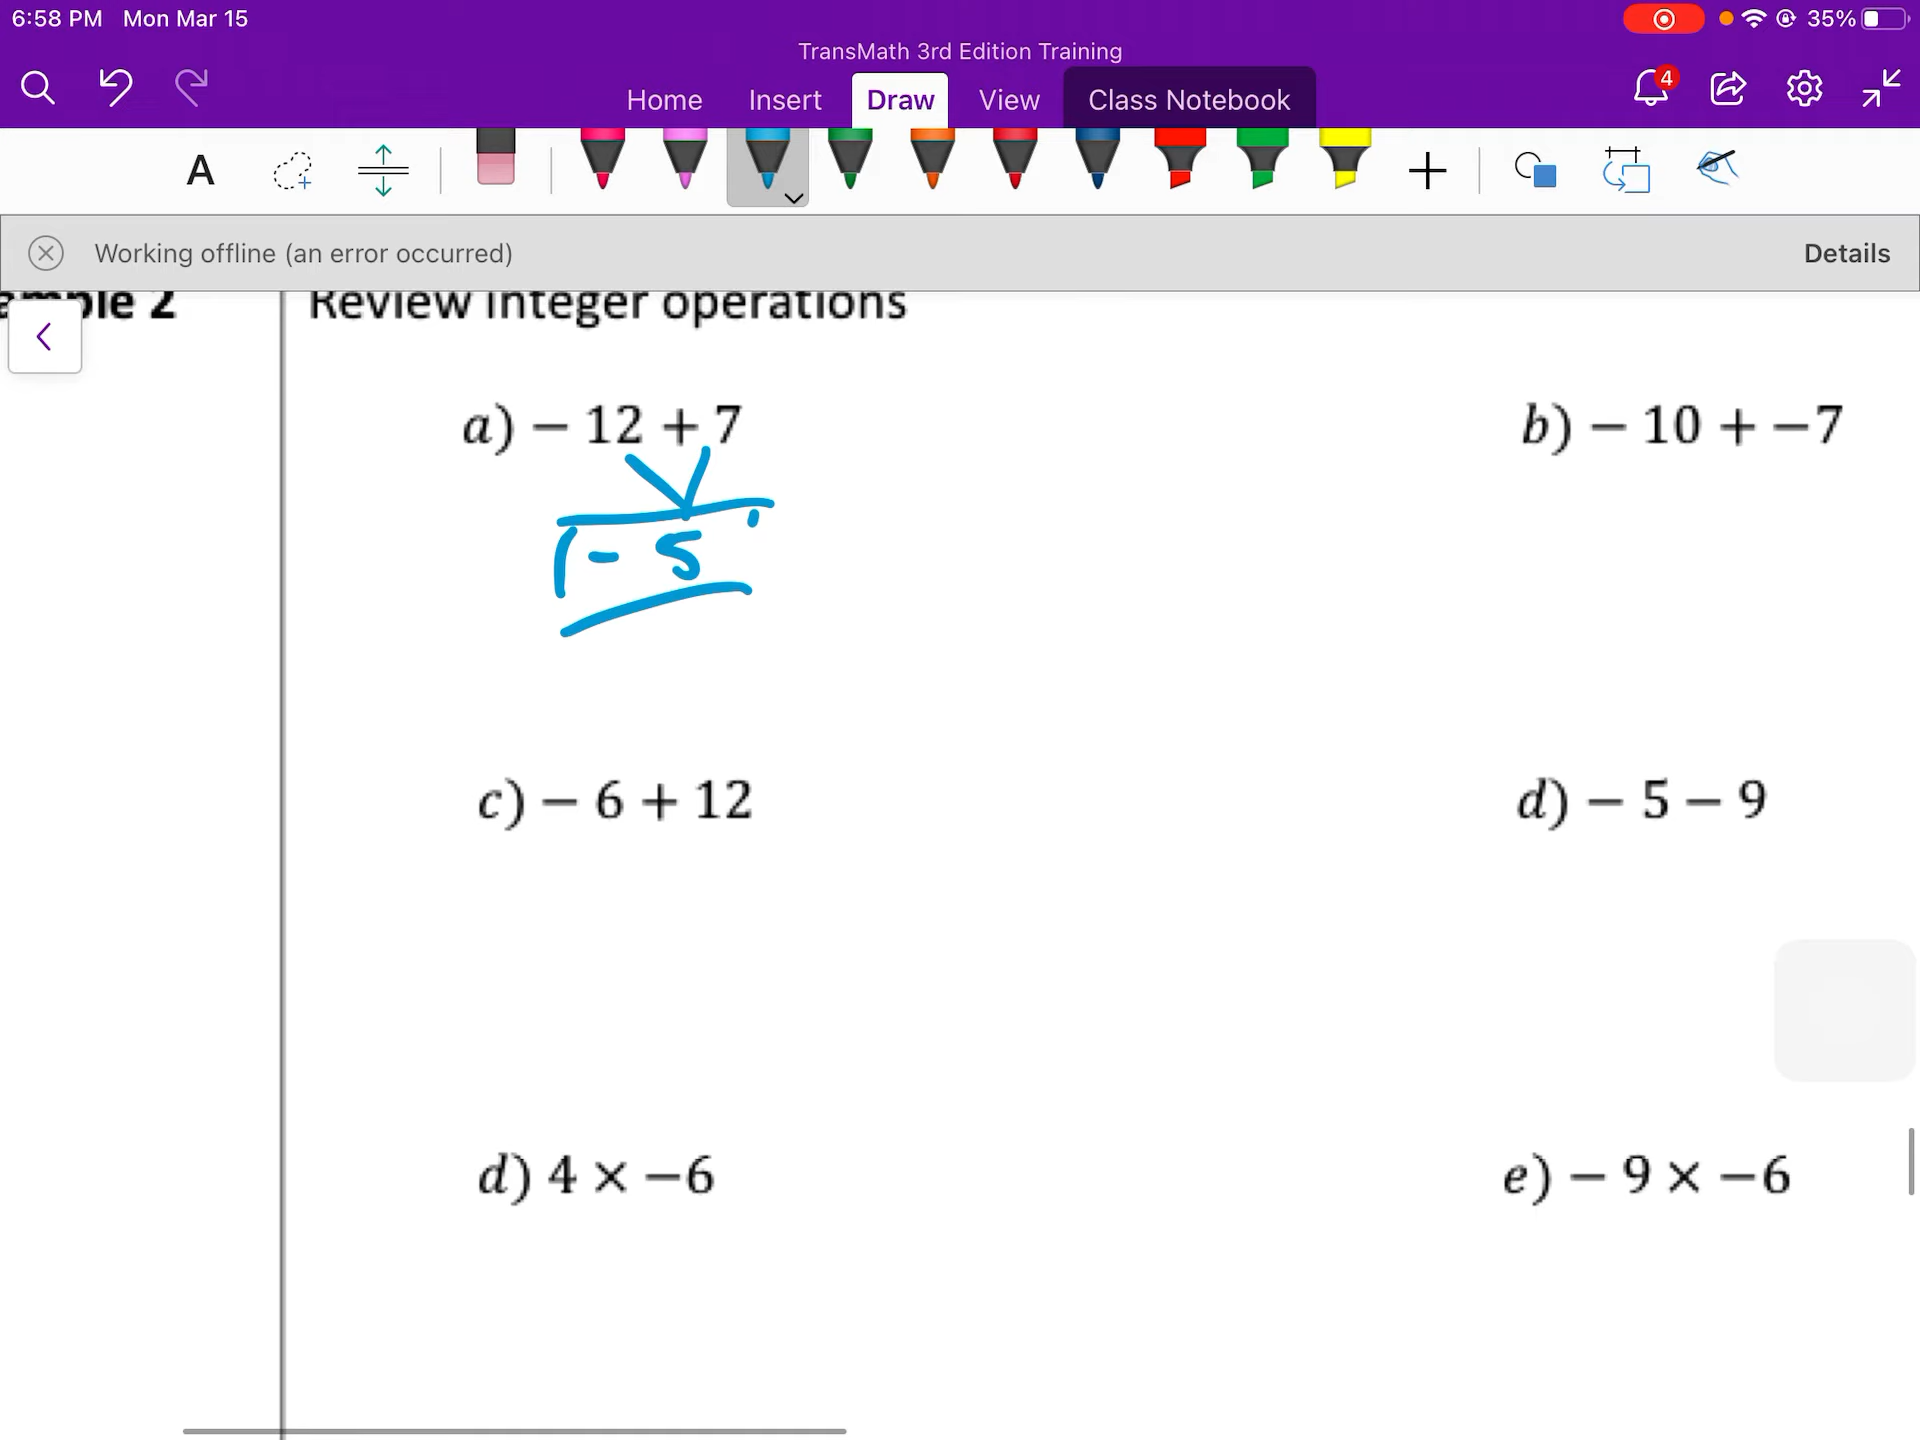 6:58 PM Mon Mar 15
35%
TransMath 3rd Edition Training
Home Insert Draw View Class Notebook
4
A
Working offline (an error occurred)
Details
ample 2
Review integer operations
a) − 12 + 7
b) − 10 + −7
- 5
c) − 6 + 12
d) − 5 − 9
d) 4 × −6
e) − 9 × −6